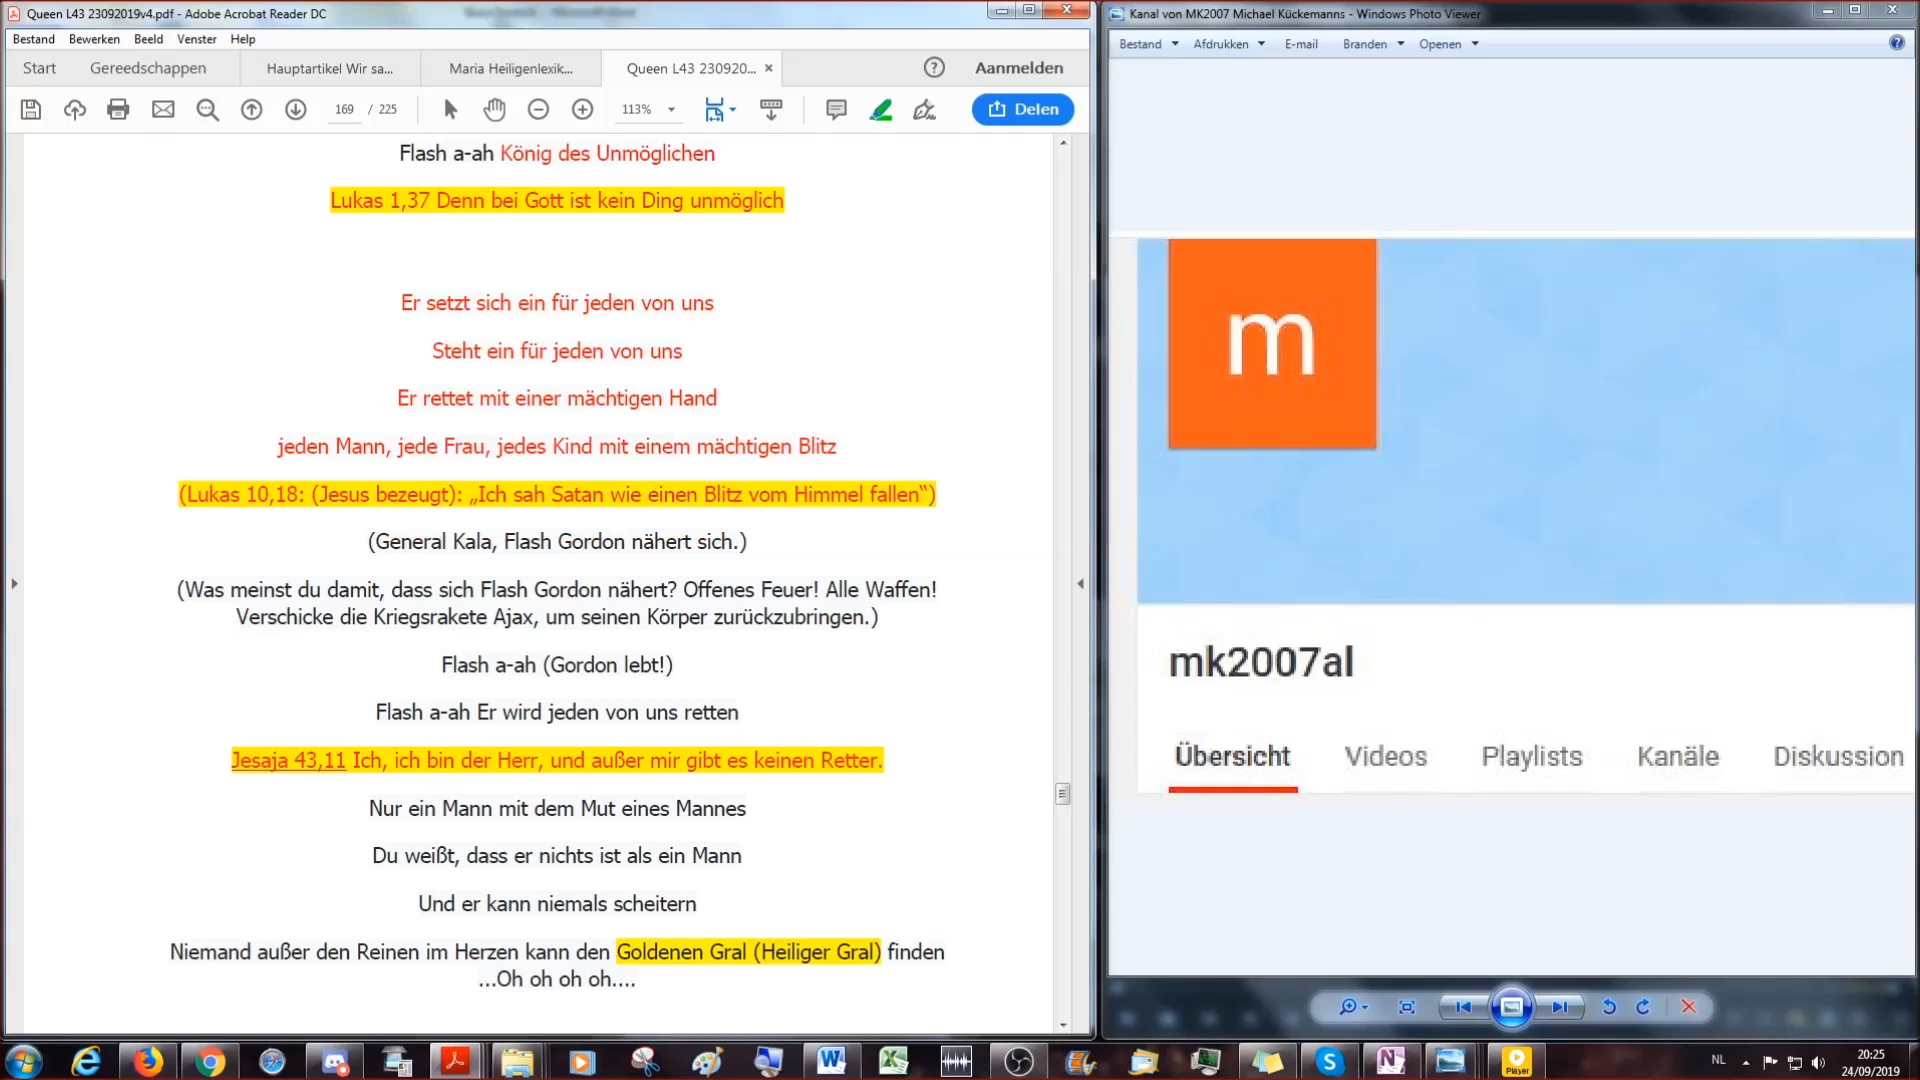 Queen L43 23092019v4.pdf - Adobe Acrobat Reader DC
Bestand Bewerken Beeld Venster Help
Start Gereedschappen Hauptartikel Wir sa... Maria Heiligenlexik... Queen L43 230920... × Aanmelden
169 / 225 113% Delen
Flash a-ah König des Unmöglichen
Lukas 1,37 Denn bei Gott ist kein Ding unmöglich
Er setzt sich ein für jeden von uns
Steht ein für jeden von uns
Er rettet mit einer mächtigen Hand
jeden Mann, jede Frau, jedes Kind mit einem mächtigen Blitz
(Lukas 10,18: (Jesus bezeugt): „Ich sah Satan wie einen Blitz vom Himmel fallen“)
(General Kala, Flash Gordon nähert sich.)
(Was meinst du damit, dass sich Flash Gordon nähert? Offenes Feuer! Alle Waffen!
Verschicke die Kriegsrakete Ajax, um seinen Körper zurückzubringen.)
Flash a-ah (Gordon lebt!)
Flash a-ah Er wird jeden von uns retten
Jesaja 43,11 Ich, ich bin der Herr, und außer mir gibt es keinen Retter.
Nur ein Mann mit dem Mut eines Mannes
Du weißt, dass er nichts ist als ein Mann
Und er kann niemals scheitern
Niemand außer den Reinen im Herzen kann den Goldenen Gral (Heiliger Gral) finden
...Oh oh oh oh....
Kanal von MK2007 Michael Kückemanns - Windows Photo Viewer
Bestand Afdrukken E-mail Branden Openen
m
mk2007al
Übersicht Videos Playlists Kanäle Diskussion
Player
NL
20:25
24/09/2019